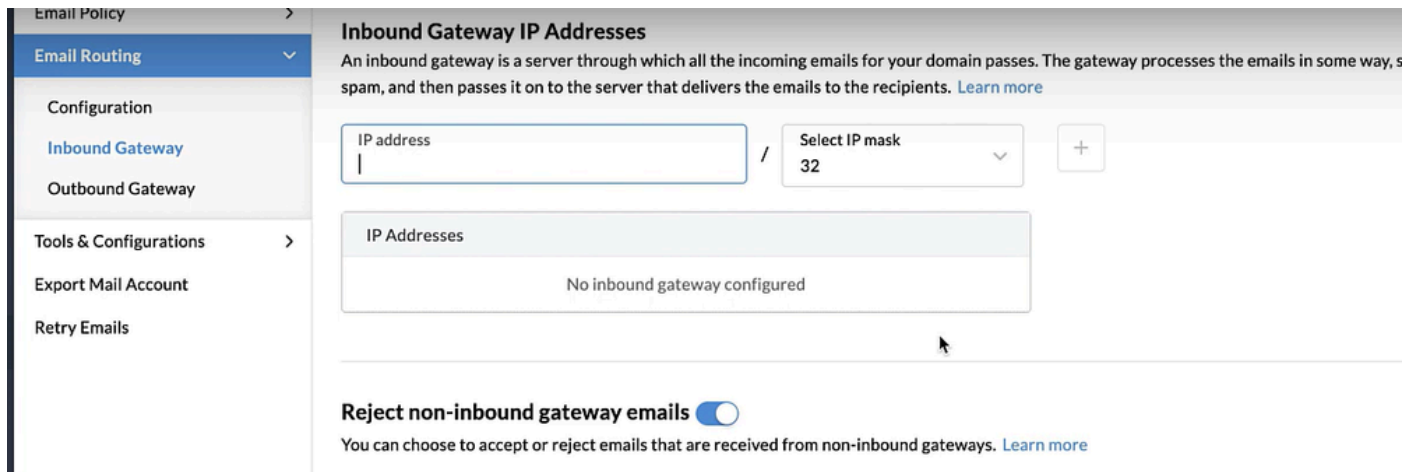 Email Policy
Email Routing
Configuration
Inbound Gateway
Outbound Gateway
Tools & Configurations
Export Mail Account
Retry Emails
Inbound Gateway IP Addresses
An inbound gateway is a server through which all the incoming emails for your domain passes. The gateway processes the emails in some way, s
spam, and then passes it on to the server that delivers the emails to the recipients. Learn more
IP address
/
Select IP mask
32
+
IP Addresses
No inbound gateway configured
Reject non-inbound gateway emails
You can choose to accept or reject emails that are received from non-inbound gateways. Learn more